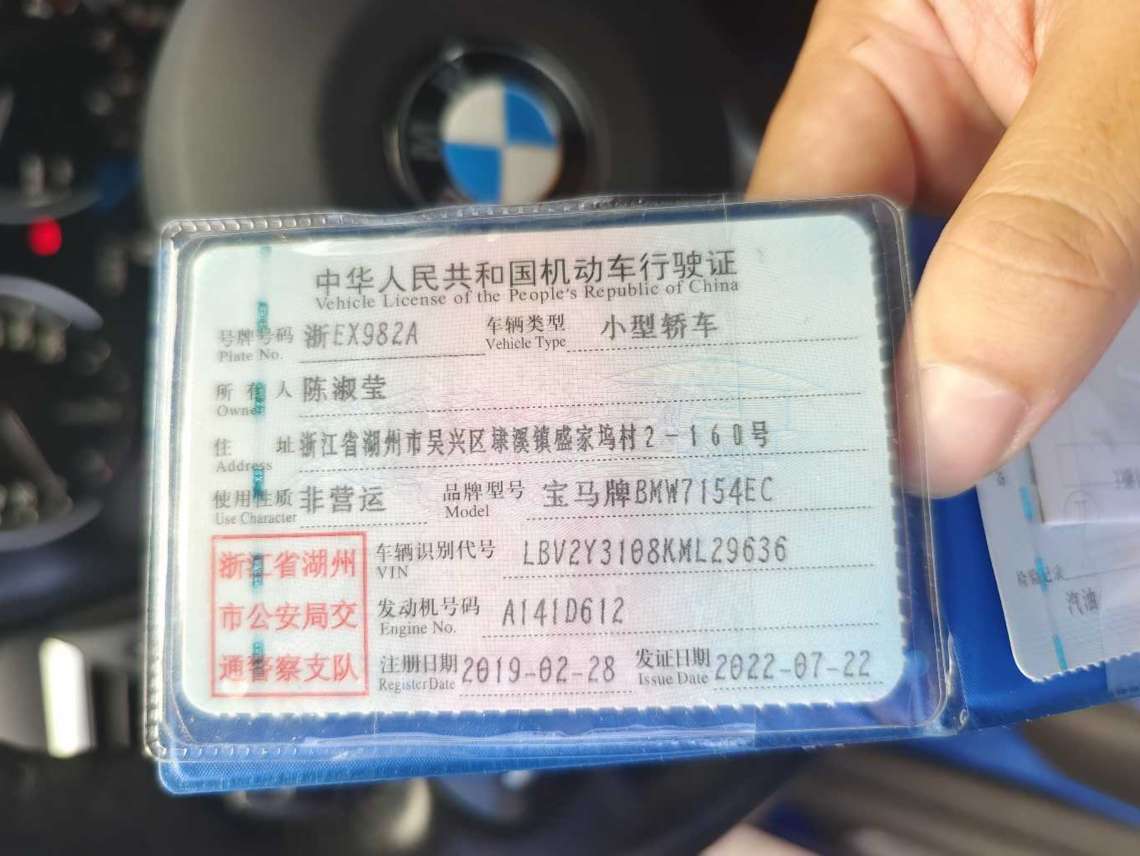 中华人民共和国机动车行驶证
Vehicle License of the People's Republic of China
号牌号码 浙EX982A 车辆类型 小型轿车
Plate No. Vehicle Type
所有人 陈淑莹
Owner
住址 浙江省湖州市吴兴区埭溪镇盛家坞村2-160号
Address
使用性质 非营运 品牌型号 宝马牌BMW7154EC
Use Character Model
浙江省湖州
市公安局交
通警察支队
车辆识别代号 LBV2Y3108KML29636
VIN
发动机号码 A141D612
Engine No.
注册日期 2019-02-28 发证日期 2022-07-22
Register Date Issue Date